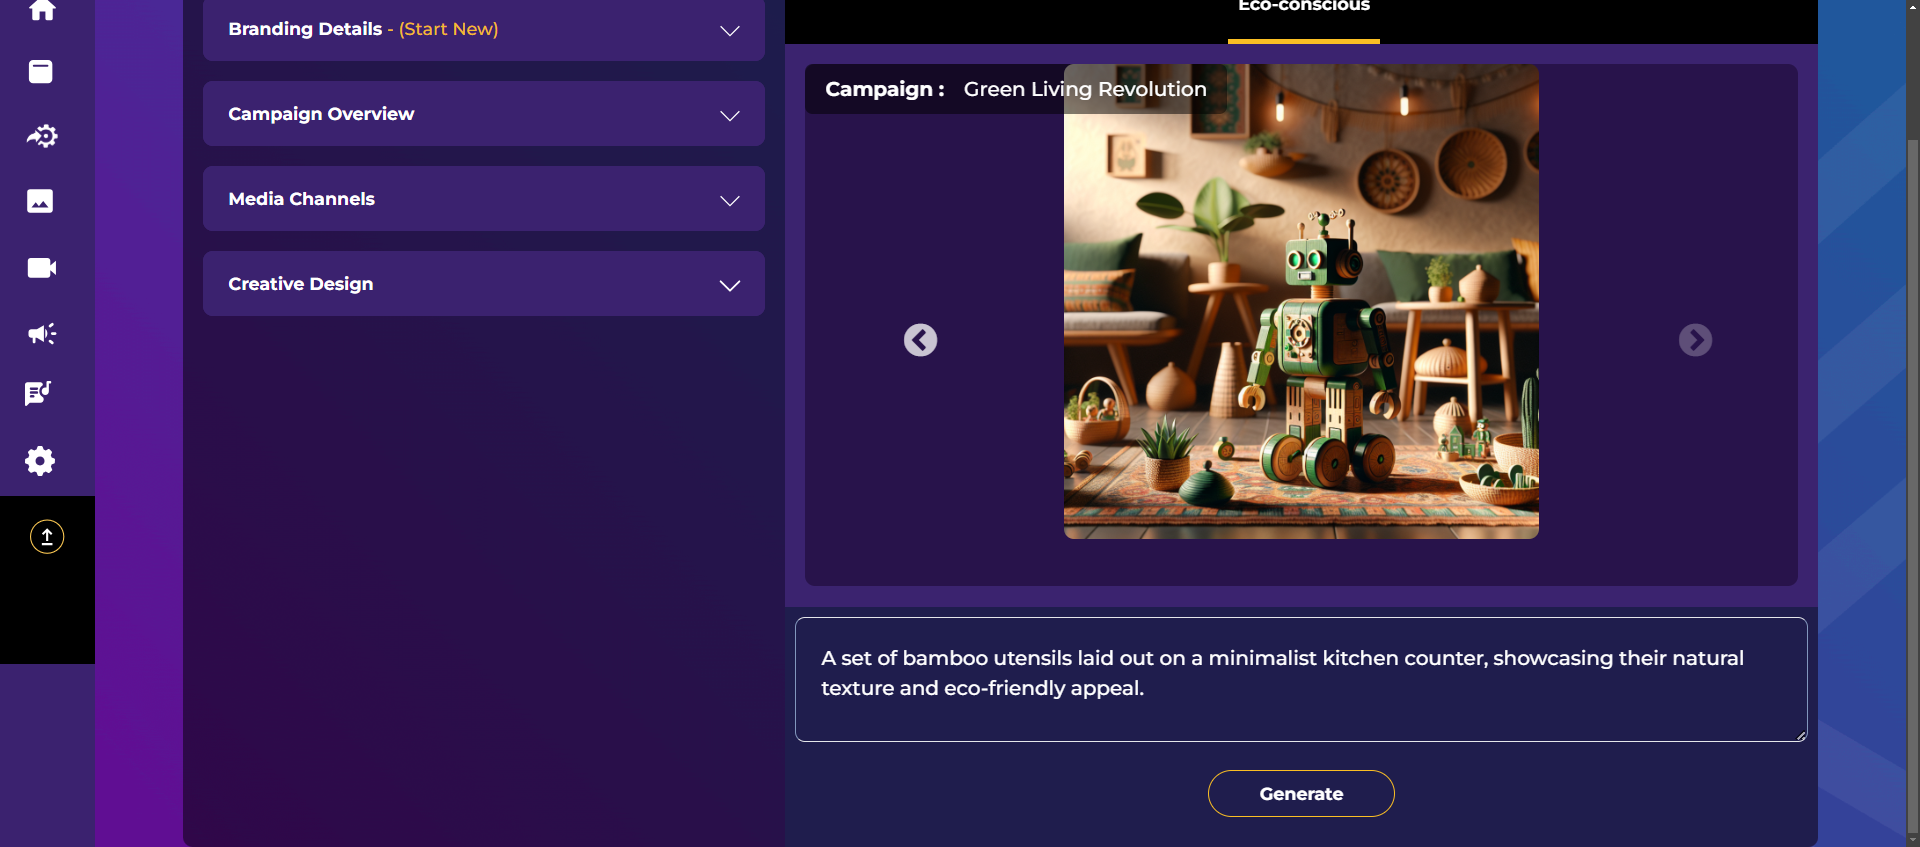 Branding Details - (Start New)
Campaign Overview
Media Channels
Creative Design
Eco-conscious
Campaign : Green Living Revolution
A set of bamboo utensils laid out on a minimalist kitchen counter, showcasing their natural
texture and eco-friendly appeal.
Generate